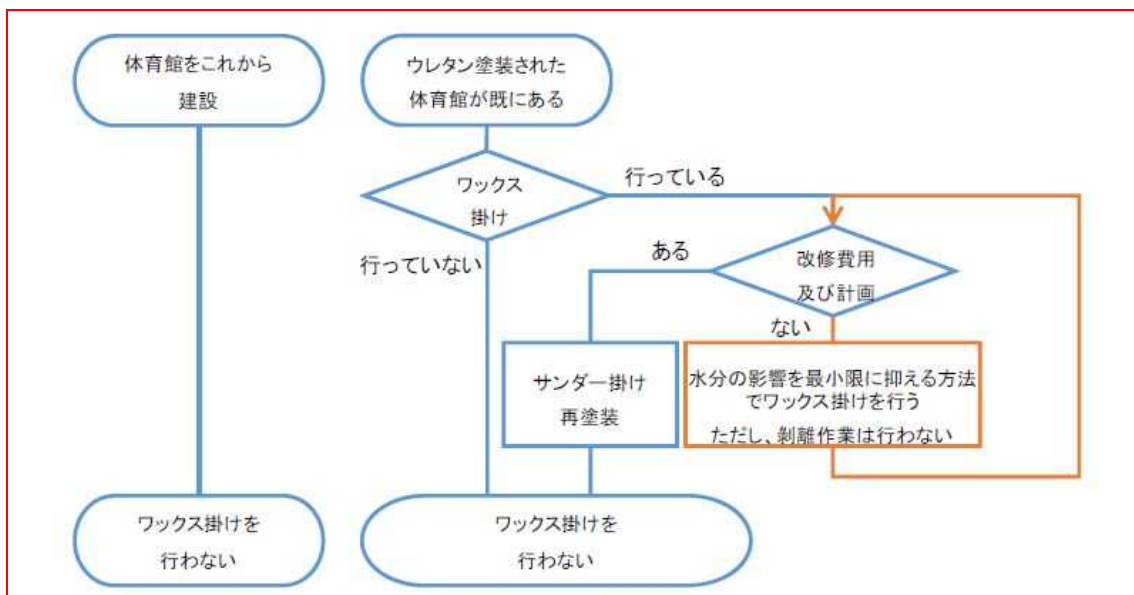 体育館をこれから
建設
ウレタン塗装された
体育館が既にある
ワックス
掛け
行っている
行っていない
ある
改修費用
及び計画
ない
サンダー掛け
再塗装
水分の影響を最小限に抑える方法
でワックス掛けを行う
ただし、剝離作業は行わない
ワックス掛けを
行わない
ワックス掛けを
行わない